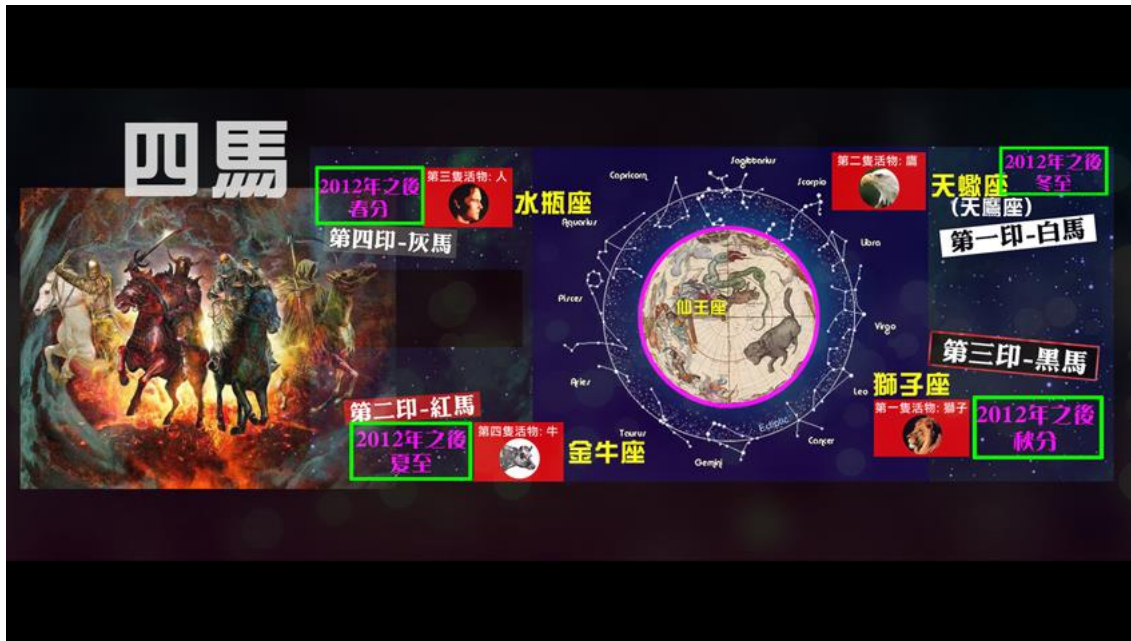 四馬
2012年之後
春分
第三隻活物: 人
水瓶座
第四印-灰馬
第二印-紅馬
2012年之後
夏至
第四隻活物: 牛
金牛座
Sagittarius
Capricorn
Scorpio
Aquarius
Libra
Pisces
仙王座
Virgo
Aries
Leo
Ecliptic
Taurus
Cancer
Gemini
第二隻活物: 鷹
天蠍座
(天鷹座)
2012年之後
冬至
第一印-白馬
第三印-黑馬
獅子座
第一隻活物: 獅子
2012年之後
秋分